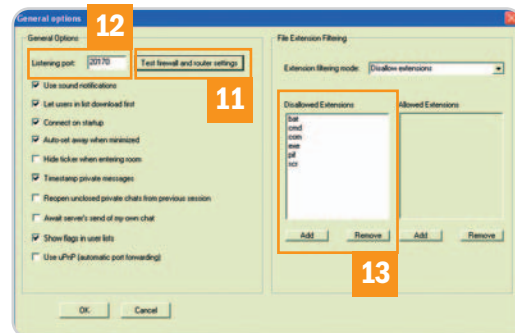 General options
12
General Options
Listening port: 20170
Test firewall and router settings
11
Use sound notifications
Let users in list download first
Connect on startup
Auto-set away when minimized
Hide ticker when entering room
Timestamp private messages
Reopen unclosed private chats from previous session
Await server's send of my own chat
Show flags in user lists
Use uPnP (automatic port forwarding)
OK
Cancel
File Extension Filtering
Extension filtering mode: Disallow extensions
Disallowed Extensions
bat
cmd
com
exe
pif
scr
Add
Remove
13
Allowed Extensions
Add
Remove